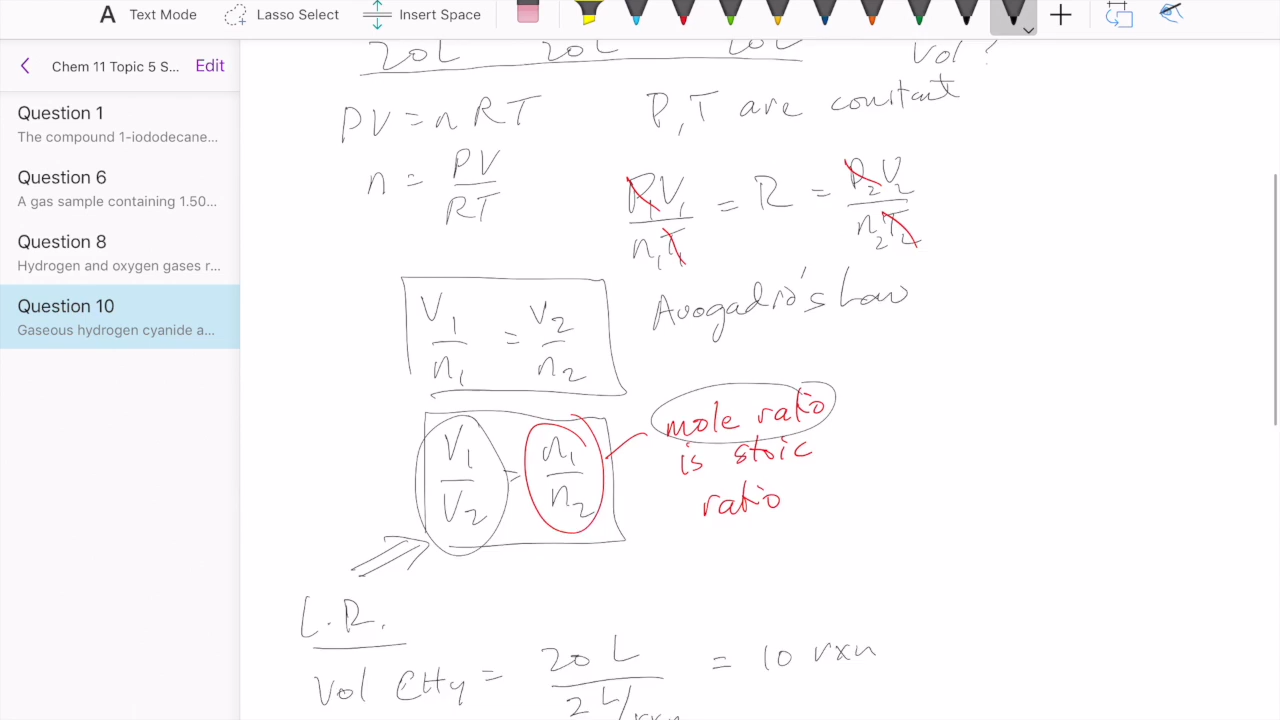 Text Mode
Lasso Select
Insert Space
Chem 11 Topic 5 S...
Edit
Question 1
The compound 1-iododecane...
Question 6
A gas sample containing 1.50...
Question 8
Hydrogen and oxygen gases r...
Question 10
Gaseous hydrogen cyanide a...
20L 20L 20L Vol?
PV = nRT P,T are constant
n = PV/RT
P₁V₁/n₁T₁ = R = P₂V₂/n₂T₂
V₁/n₁ = V₂/n₂ Avogadro's Law
V₁/V₂ = n₁/n₂
mole ratio
is stoic
ratio
L.R.
Vol CH4 = 20 L / 2 L/rxn = 10 rxn